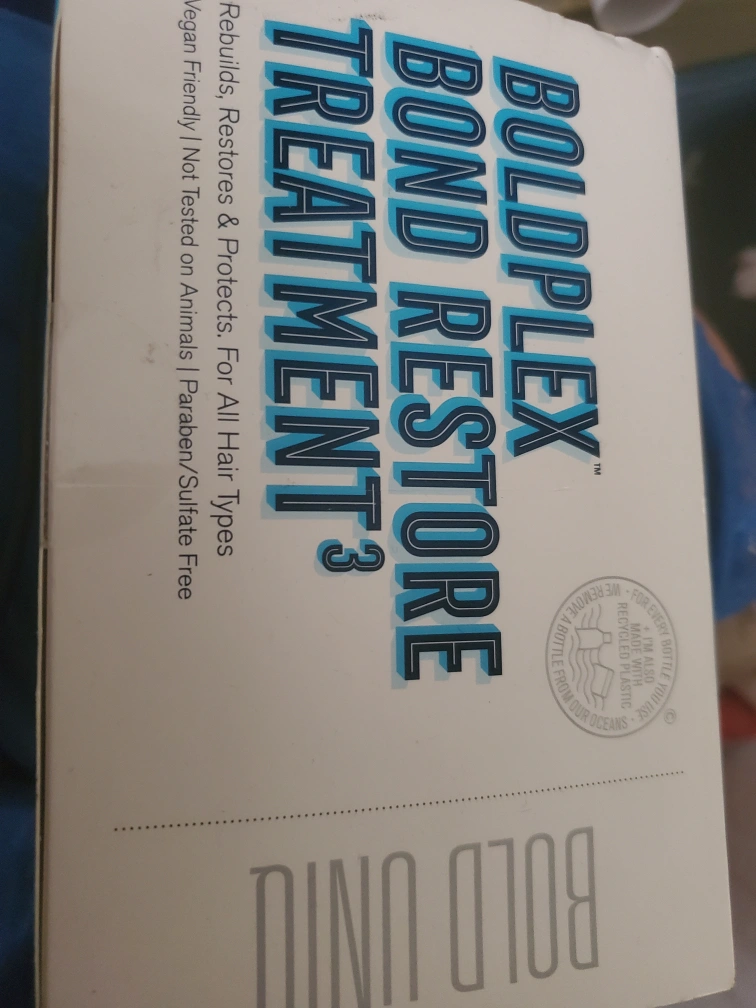 BOLDPLEX™
BOND RESTORE
TREATMENT³
Rebuilds, Restores & Protects. For All Hair Types
Vegan Friendly | Not Tested on Animals | Paraben/Sulfate Free
FOR EVERY BOTTLE YOU USE - WE REMOVE A BOTTLE FROM OUR OCEANS -
* I'M ALSO
MADE WITH
RECYCLED PLASTIC
©
BOLD UNIQ